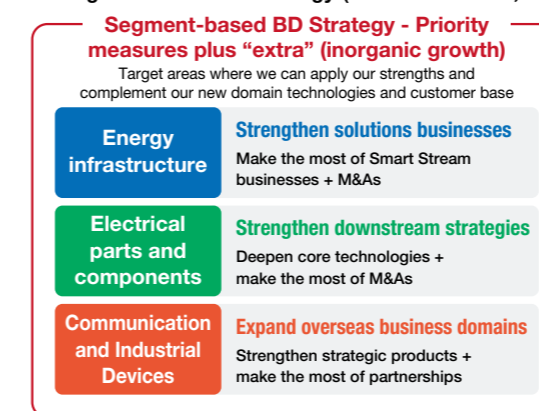 Segment-based BD Strategy - Priority
measures plus “extra” (inorganic growth)
Target areas where we can apply our strengths and
complement our new domain technologies and customer base
Energy
infrastructure
Strengthen solutions businesses
Make the most of Smart Stream
businesses + M&As
Electrical
parts and
components
Strengthen downstream strategies
Deepen core technologies +
make the most of M&As
Communication
and Industrial
Devices
Expand overseas business domains
Strengthen strategic products +
make the most of partnerships